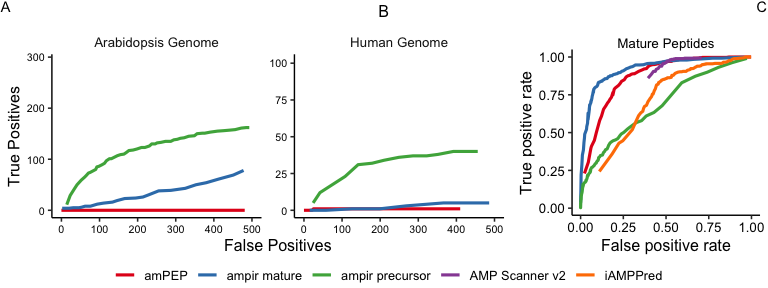 A
B
C
Arabidopsis Genome
Human Genome
Mature Peptides
True Positives
300
200
100
0
0 100 200 300 400 500
100
75
50
25
0
0 100 200 300 400 500
False Positives
True positive rate
1.00
0.75
0.50
0.25
0.00
0.00 0.25 0.50 0.75 1.00
False positive rate
amPEP ampir mature ampir precursor AMP Scanner v2 iAMPPred